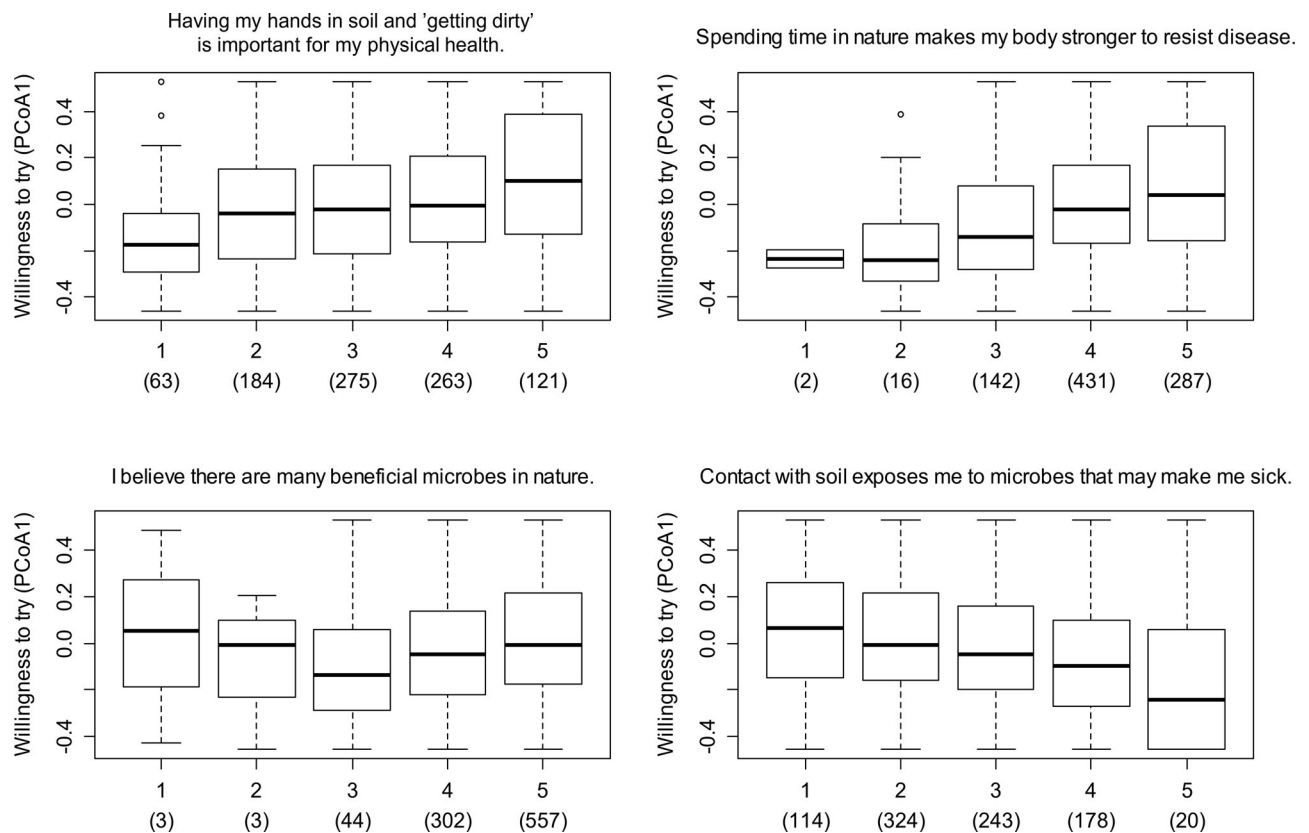 Having my hands in soil and 'getting dirty'
is important for my physical health.
Willingness to try (PCoA1)
0.4
0.2
0.0
-0.4
1 2 3 4 5
(63) (184) (275) (263) (121)
Spending time in nature makes my body stronger to resist disease.
Willingness to try (PCoA1)
0.4
0.2
0.0
-0.4
1 2 3 4 5
(2) (16) (142) (431) (287)
I believe there are many beneficial microbes in nature.
Willingness to try (PCoA1)
0.4
0.2
0.0
-0.4
1 2 3 4 5
(3) (3) (44) (302) (557)
Contact with soil exposes me to microbes that may make me sick.
Willingness to try (PCoA1)
0.4
0.2
0.0
-0.4
1 2 3 4 5
(114) (324) (243) (178) (20)